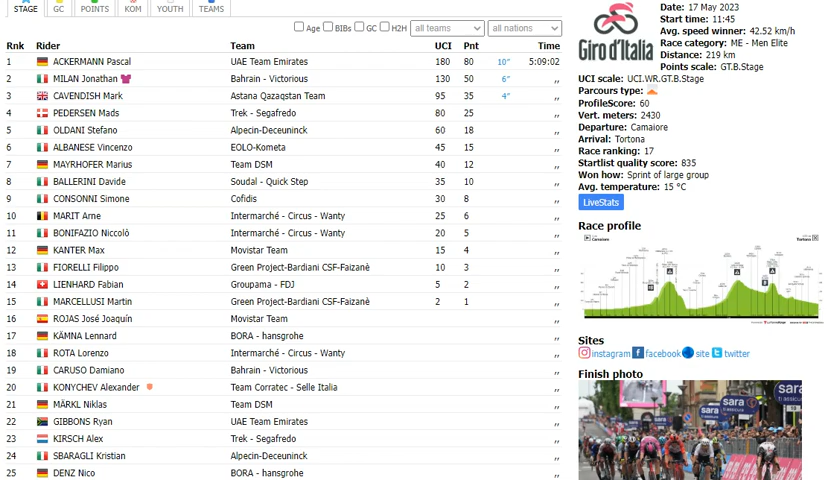 STAGE GC POINTS KOM YOUTH TEAMS
Age BIBs GC H2H all teams all nations
Rnk Rider Team UCI Pnt Time
1 ACKERMANN Pascal UAE Team Emirates 180 80 10″ 5:09:02
2 MILAN Jonathan Bahrain - Victorious 130 50 6″ ,,
3 CAVENDISH Mark Astana Qazaqstan Team 95 35 4″ ,,
4 PEDERSEN Mads Trek - Segafredo 80 25 ,,
5 OLDANI Stefano Alpecin-Deceuninck 60 18 ,,
6 ALBANESE Vincenzo EOLO-Kometa 45 15 ,,
7 MAYRHOFER Marius Team DSM 40 12 ,,
8 BALLERINI Davide Soudal - Quick Step 35 10 ,,
9 CONSONNI Simone Cofidis 30 8 ,,
10 MARIT Arne Intermarché - Circus - Wanty 25 6 ,,
11 BONIFAZIO Niccolò Intermarché - Circus - Wanty 20 5 ,,
12 KANTER Max Movistar Team 15 4 ,,
13 FIORELLI Filippo Green Project-Bardiani CSF-Faizanè 10 3 ,,
14 LIENHARD Fabian Groupama - FDJ 5 2 ,,
15 MARCELLUSI Martin Green Project-Bardiani CSF-Faizanè 2 1 ,,
16 ROJAS José Joaquín Movistar Team ,,
17 KÄMNA Lennard BORA - hansgrohe ,,
18 ROTA Lorenzo Intermarché - Circus - Wanty ,,
19 CARUSO Damiano Bahrain - Victorious ,,
20 KONYCHEV Alexander Team Corratec - Selle Italia ,,
21 MÄRKL Niklas Team DSM ,,
22 GIBBONS Ryan UAE Team Emirates ,,
23 KIRSCH Alex Trek - Segafredo ,,
24 SBARAGLI Kristian Alpecin-Deceuninck ,,
25 DENZ Nico BORA - hansgrohe ,,
Giro d'Italia
Date: 17 May 2023
Start time: 11:45
Avg. speed winner: 42.52 km/h
Race category: ME - Men Elite
Distance: 219 km
Points scale: GT.B.Stage
UCI scale: UCI.WR.GT.B.Stage
Parcours type:
ProfileScore: 60
Vert. meters: 2430
Departure: Camaiore
Arrival: Tortona
Race ranking: 17
Startlist quality score: 835
Won how: Sprint of large group
Avg. temperature: 15 °C
LiveStats
Race profile
Camaiore Tortona
Sites
instagram facebook site twitter
Finish photo
sara
sara
sara
sara